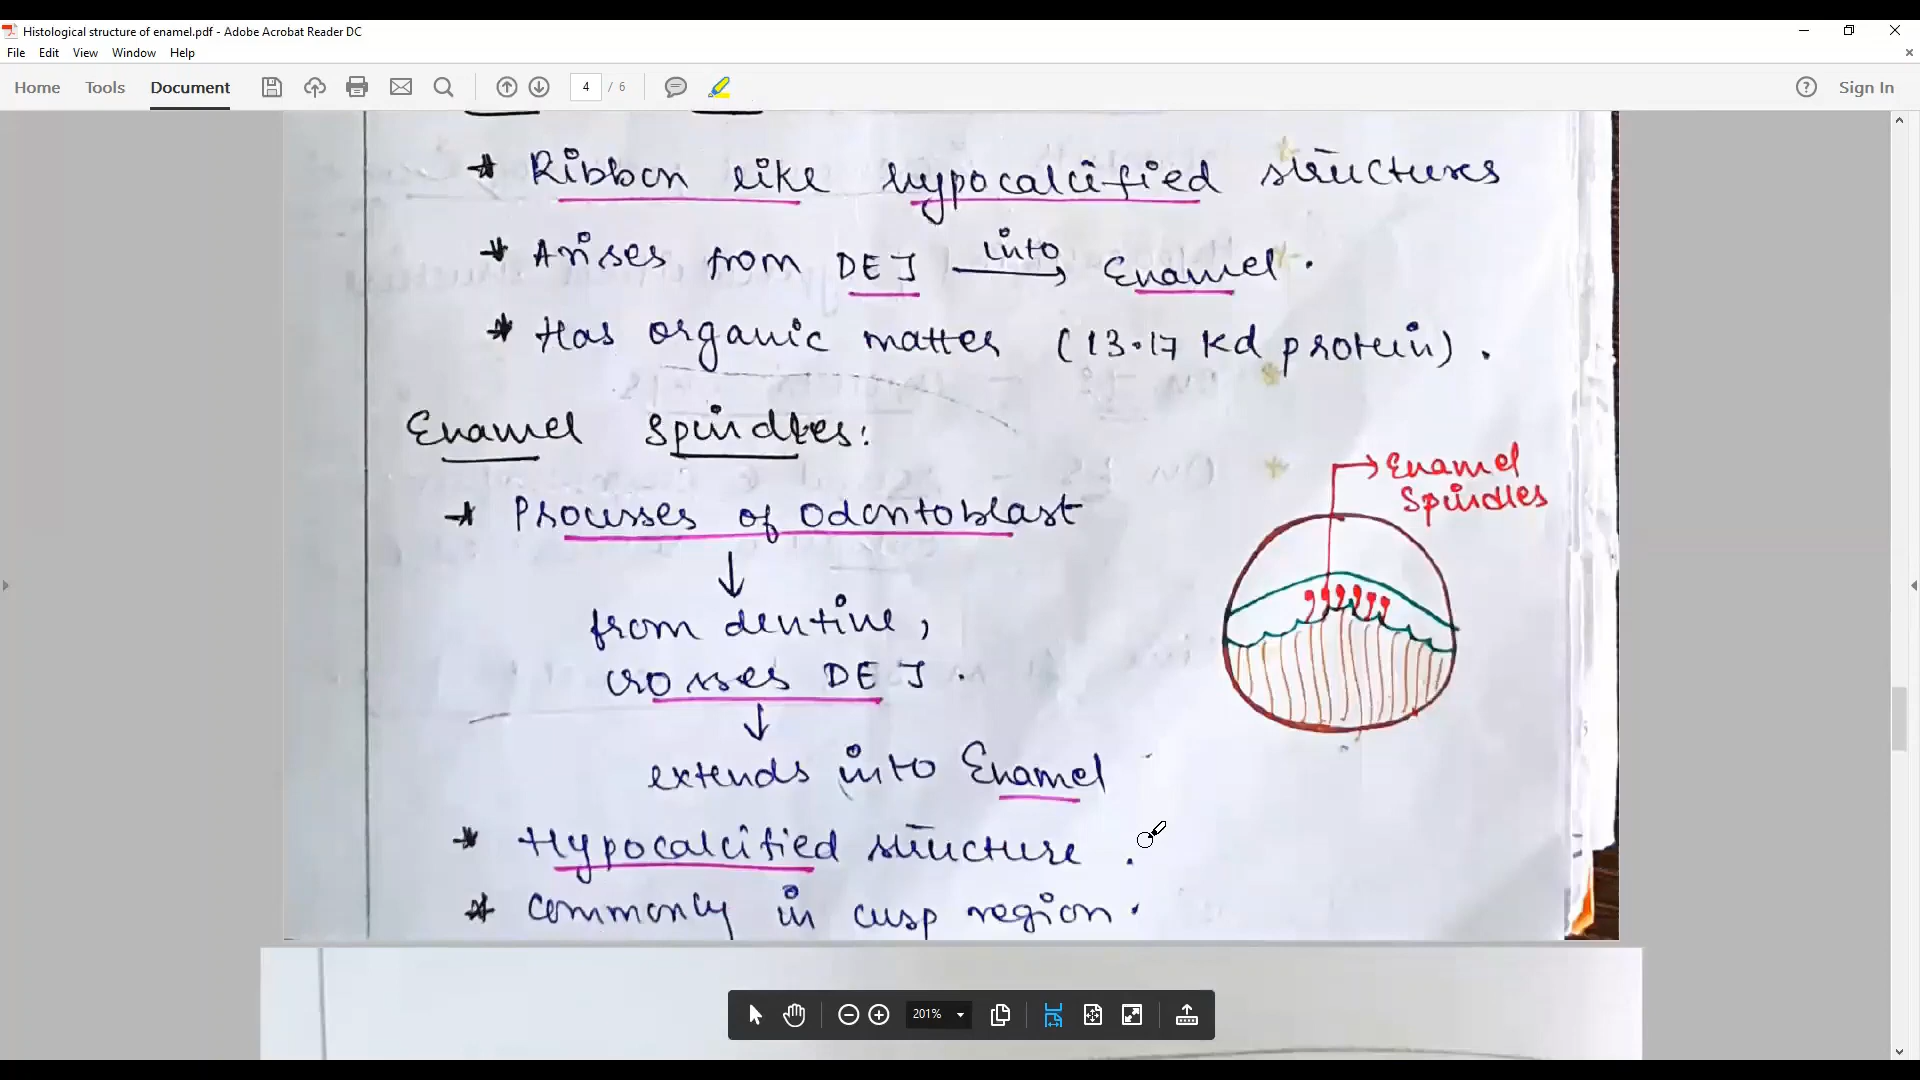 Histological structure of enamel.pdf - Adobe Acrobat Reader DC
File Edit View Window Help
Home Tools Document 4 / 6 Sign In
* Ribbon like hypocalcified structures
* Arises from DEJ into → Enamel.
* Has organic matter (13.17 Kd protein).
Enamel Spindles:
→ Enamel
Spindles
* Processes of Odontoblast
↓
from dentine,
crosses DEJ.
↓
extends into Enamel
* Hypocalcified structure.
* Commonly in cusp region.
201%